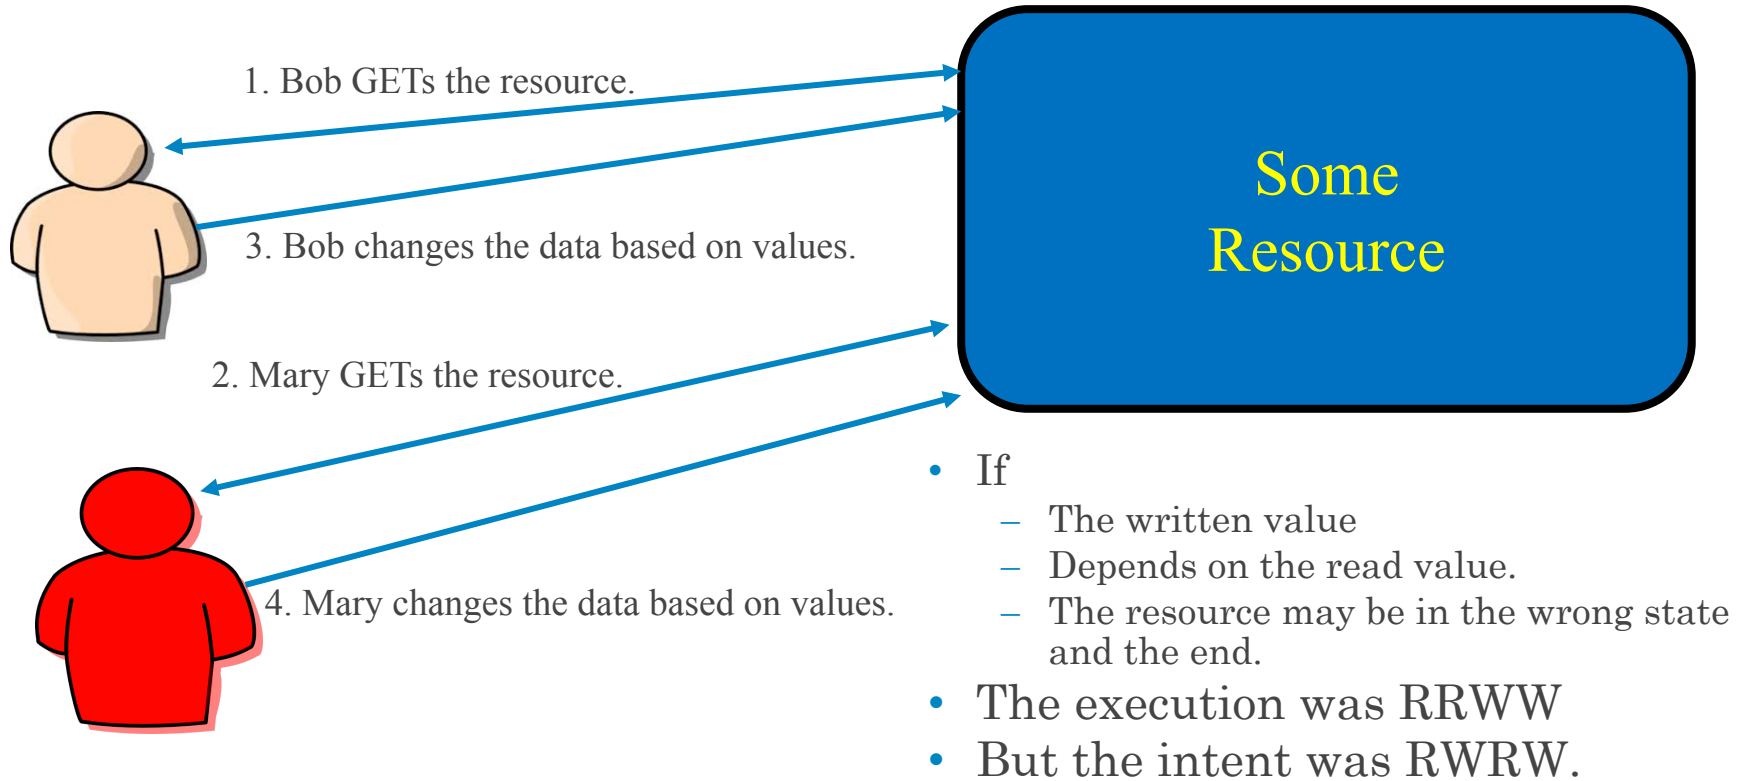 1. Bob GETs the resource.
3. Bob changes the data based on values.
2. Mary GETs the resource.
4. Mary changes the data based on values.
Some
Resource
• If
– The written value
– Depends on the read value.
– The resource may be in the wrong state
and the end.
• The execution was RRWW
• But the intent was RWRW.